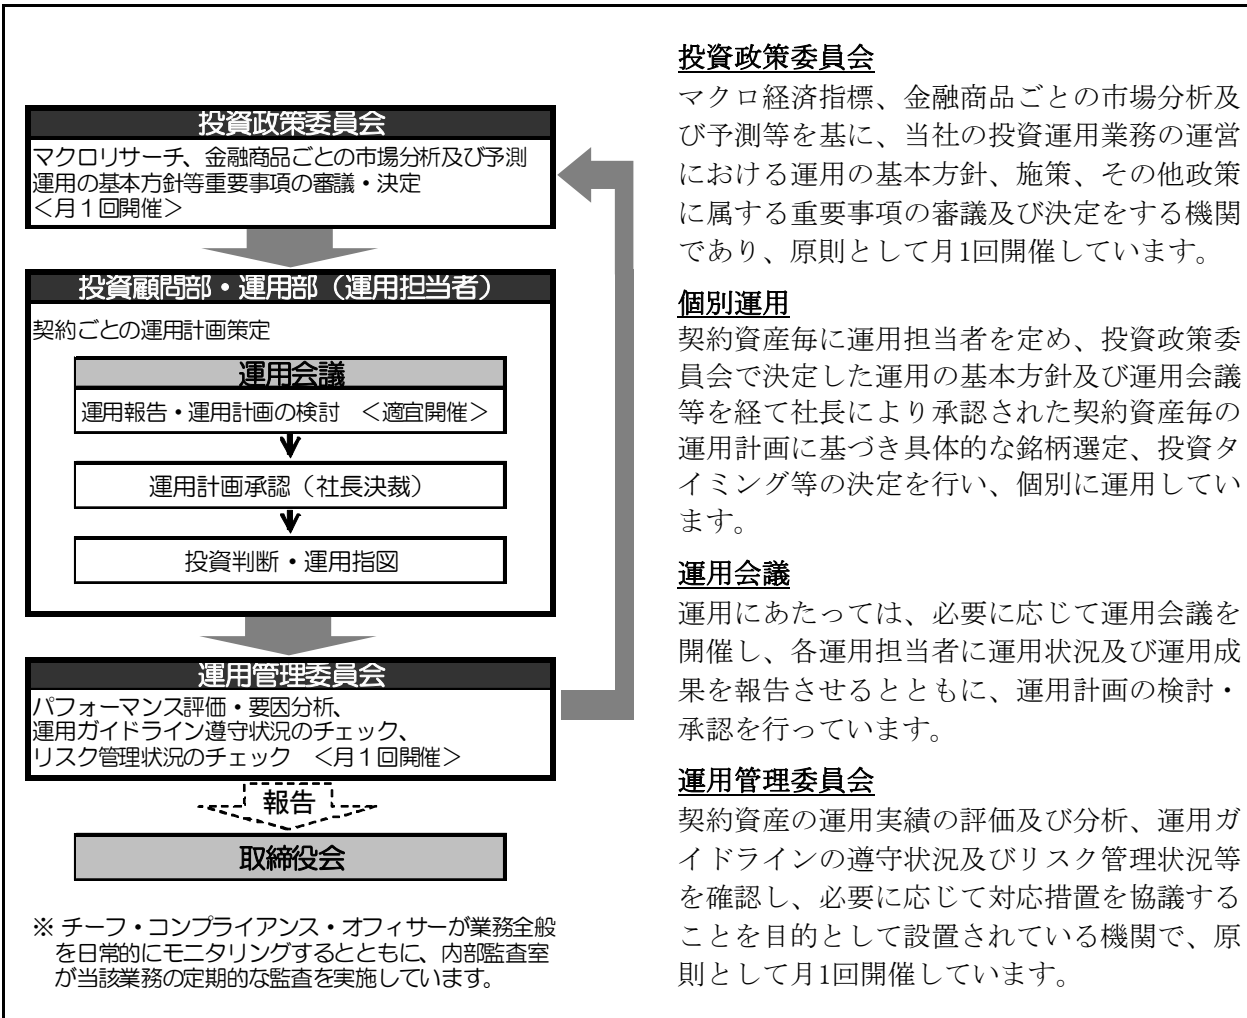 投資政策委員会
マクロリサーチ、金融商品ごとの市場分析及び予測
運用の基本方針等重要事項の審議・決定
＜月１回開催＞
投資顧問部・運用部（運用担当者）
契約ごとの運用計画策定
運用会議
運用報告・運用計画の検討　＜適宜開催＞
運用計画承認（社長決裁）
投資判断・運用指図
運用管理委員会
パフォーマンス評価・要因分析、
運用ガイドライン遵守状況のチェック、
リスク管理状況のチェック　＜月１回開催＞
報告
取締役会
※ チーフ・コンプライアンス・オフィサーが業務全般
を日常的にモニタリングするとともに、内部監査室
が当該業務の定期的な監査を実施しています。
投資政策委員会
マクロ経済指標、金融商品ごとの市場分析及
び予測等を基に、当社の投資運用業務の運営
における運用の基本方針、施策、その他政策
に属する重要事項の審議及び決定をする機関
であり、原則として月1回開催しています。
個別運用
契約資産毎に運用担当者を定め、投資政策委
員会で決定した運用の基本方針及び運用会議
等を経て社長により承認された契約資産毎の
運用計画に基づき具体的な銘柄選定、投資タ
イミング等の決定を行い、個別に運用してい
ます。
運用会議
運用にあたっては、必要に応じて運用会議を
開催し、各運用担当者に運用状況及び運用成
果を報告させるとともに、運用計画の検討・
承認を行っています。
運用管理委員会
契約資産の運用実績の評価及び分析、運用ガ
イドラインの遵守状況及びリスク管理状況等
を確認し、必要に応じて対応措置を協議する
ことを目的として設置されている機関で、原
則として月1回開催しています。